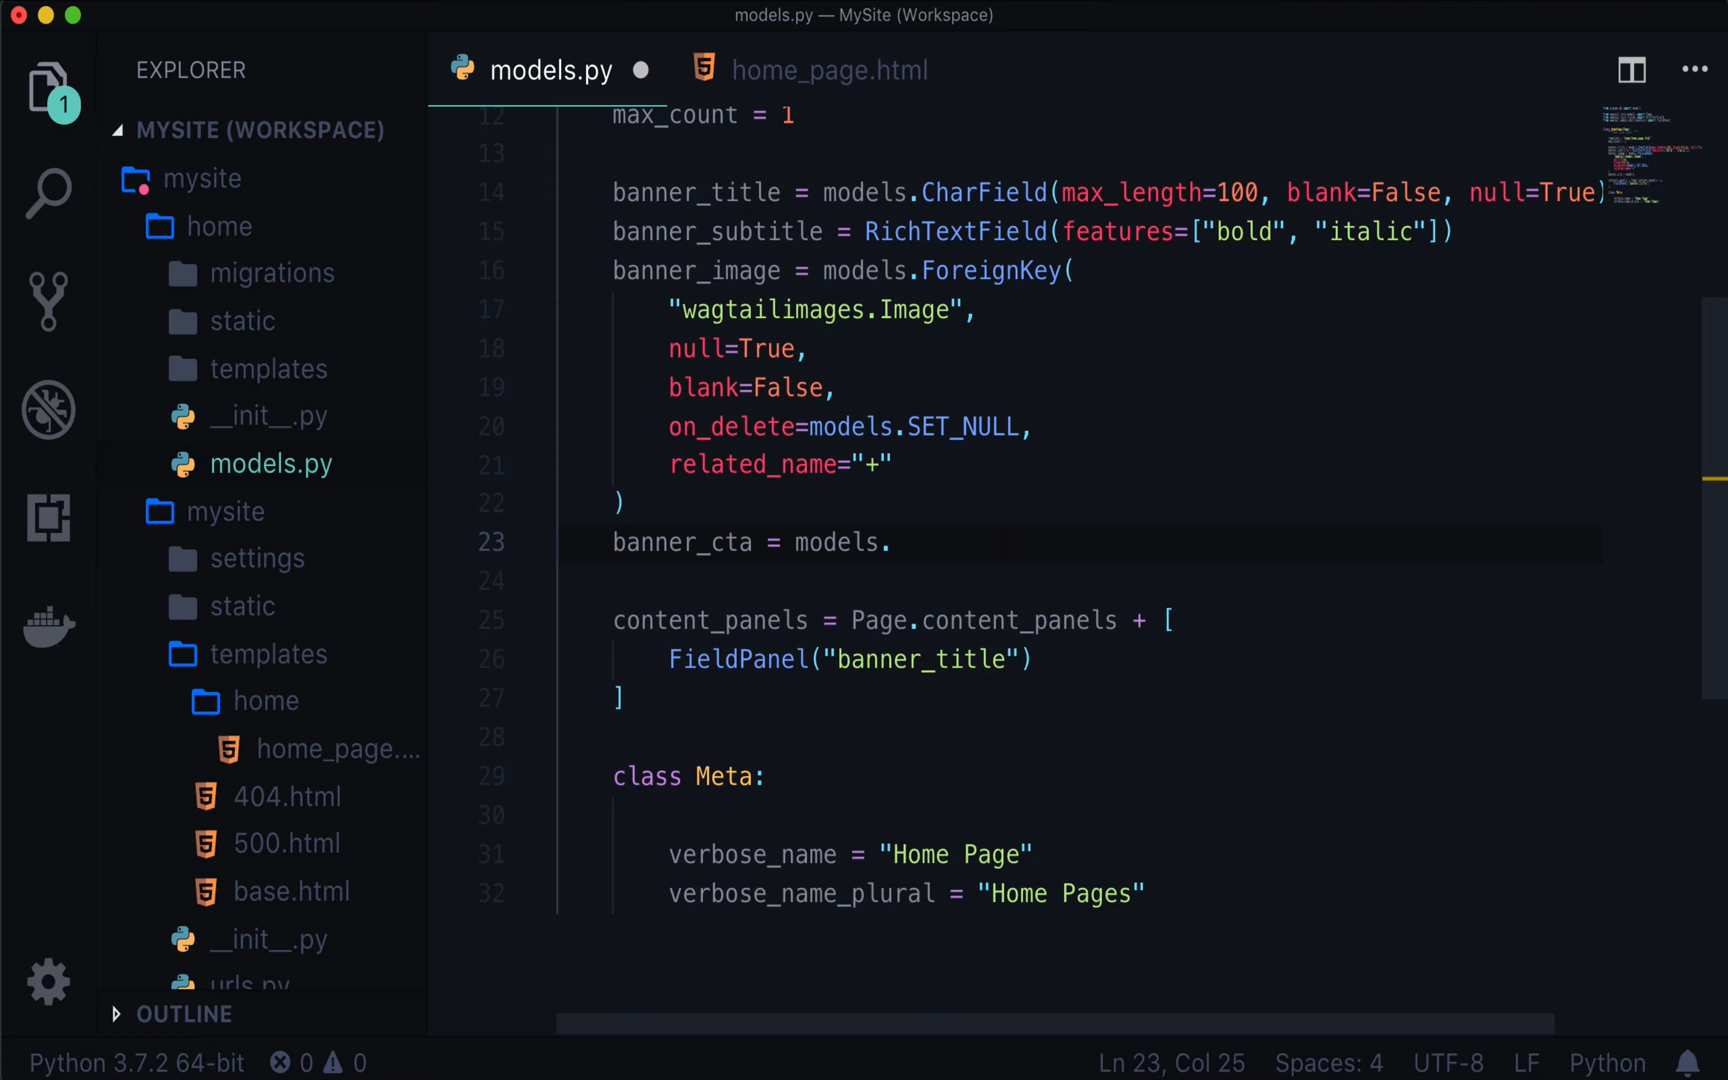 models.py — MySite (Workspace)
EXPLORER
models.py
home_page.html
1
MYSITE (WORKSPACE)
mysite
home
migrations
static
templates
__init__.py
models.py
mysite
settings
static
templates
home
home_page....
404.html
500.html
base.html
__init__.py
urls.py
OUTLINE
12 max_count = 1
13
14 banner_title = models.CharField(max_length=100, blank=False, null=True)
15 banner_subtitle = RichTextField(features=["bold", "italic"])
16 banner_image = models.ForeignKey(
17 "wagtailimages.Image",
18 null=True,
19 blank=False,
20 on_delete=models.SET_NULL,
21 related_name="+"
22 )
23 banner_cta = models.
24
25 content_panels = Page.content_panels + [
26 FieldPanel("banner_title")
27 ]
28
29 class Meta:
30
31 verbose_name = "Home Page"
32 verbose_name_plural = "Home Pages"
Python 3.7.2 64-bit 0 0 Ln 23, Col 25 Spaces: 4 UTF-8 LF Python